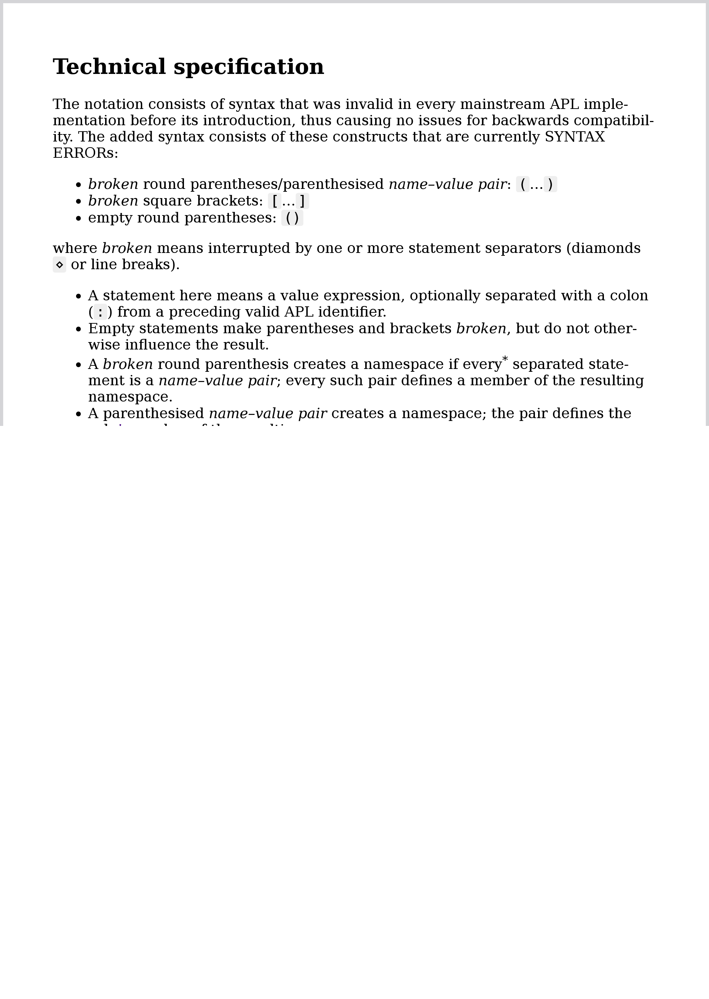 Technical specification
The notation consists of syntax that was invalid in every mainstream APL imple-
mentation before its introduction, thus causing no issues for backwards compatibil-
ity. The added syntax consists of these constructs that are currently SYNTAX
ERRORs:
• broken round parentheses/parenthesised name–value pair: (…)
• broken square brackets: […]
• empty round parentheses: ()
where broken means interrupted by one or more statement separators (diamonds
⋄ or line breaks).
• A statement here means a value expression, optionally separated with a colon
(:) from a preceding valid APL identifier.
• Empty statements make parentheses and brackets broken, but do not other-
wise influence the result.
• A broken round parenthesis creates a namespace if every* separated state-
ment is a name–value pair; every such pair defines a member of the resulting
namespace.
• A parenthesised name–value pair creates a namespace; the pair defines the